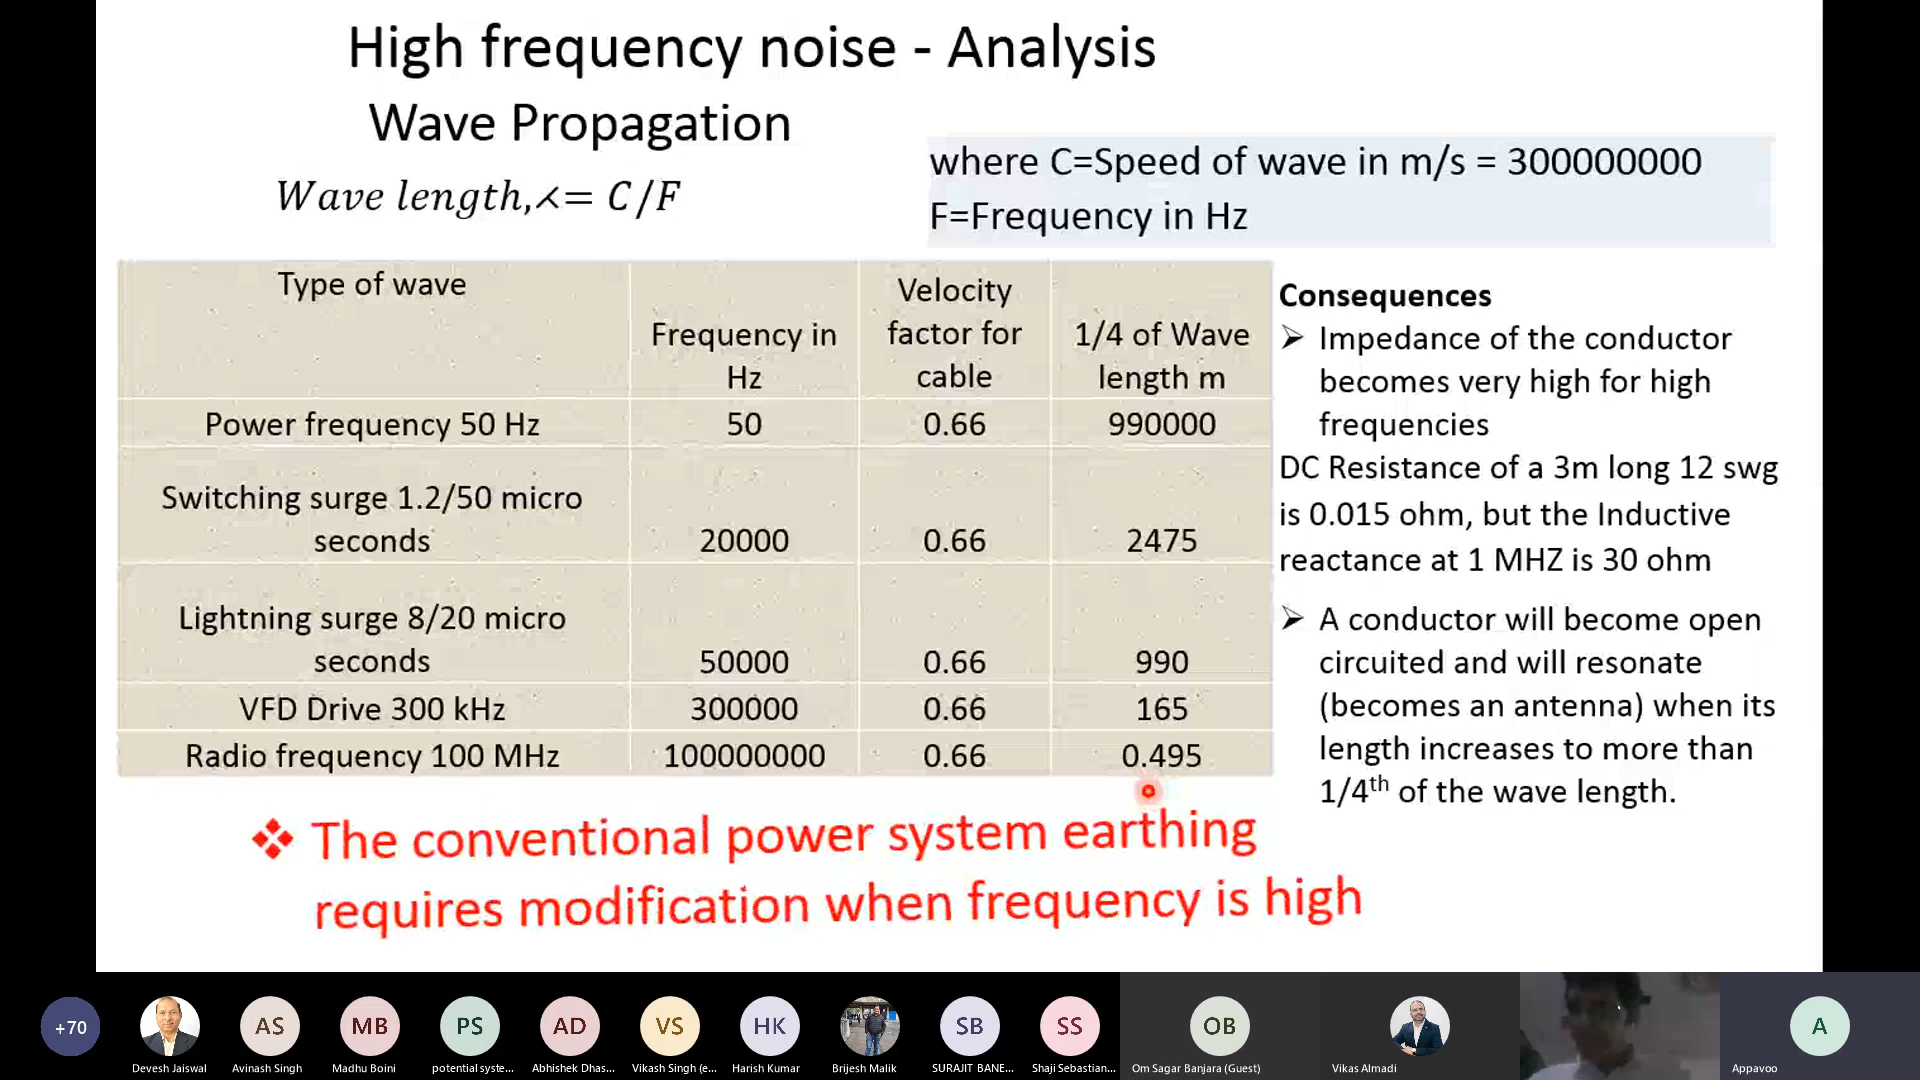 High frequency noise - Analysis
Wave Propagation
Wave length,⁁= C/F
where C=Speed of wave in m/s = 300000000
F=Frequency in Hz
Type of wave Frequency in Hz Velocity factor for cable 1/4 of Wave length m
Power frequency 50 Hz 50 0.66 990000
Switching surge 1.2/50 micro seconds 20000 0.66 2475
Lightning surge 8/20 micro seconds 50000 0.66 990
VFD Drive 300 kHz 300000 0.66 165
Radio frequency 100 MHz 100000000 0.66 0.495
Consequences
➢ Impedance of the conductor
becomes very high for high
frequencies
DC Resistance of a 3m long 12 swg
is 0.015 ohm, but the Inductive
reactance at 1 MHZ is 30 ohm
➢ A conductor will become open
circuited and will resonate
(becomes an antenna) when its
length increases to more than
1/4th of the wave length.
❖ The conventional power system earthing
requires modification when frequency is high
+70 AS MB PS AD VS HK SB SS OB A
Devesh Jaiswal Avinash Singh Madhu Boini potential syste... Abhishek Dhas... Vikash Singh (e... Harish Kumar Brijesh Malik SURAJIT BANE... Shaji Sebastian... Om Sagar Banjara (Guest) Vikas Almadi Appavoo